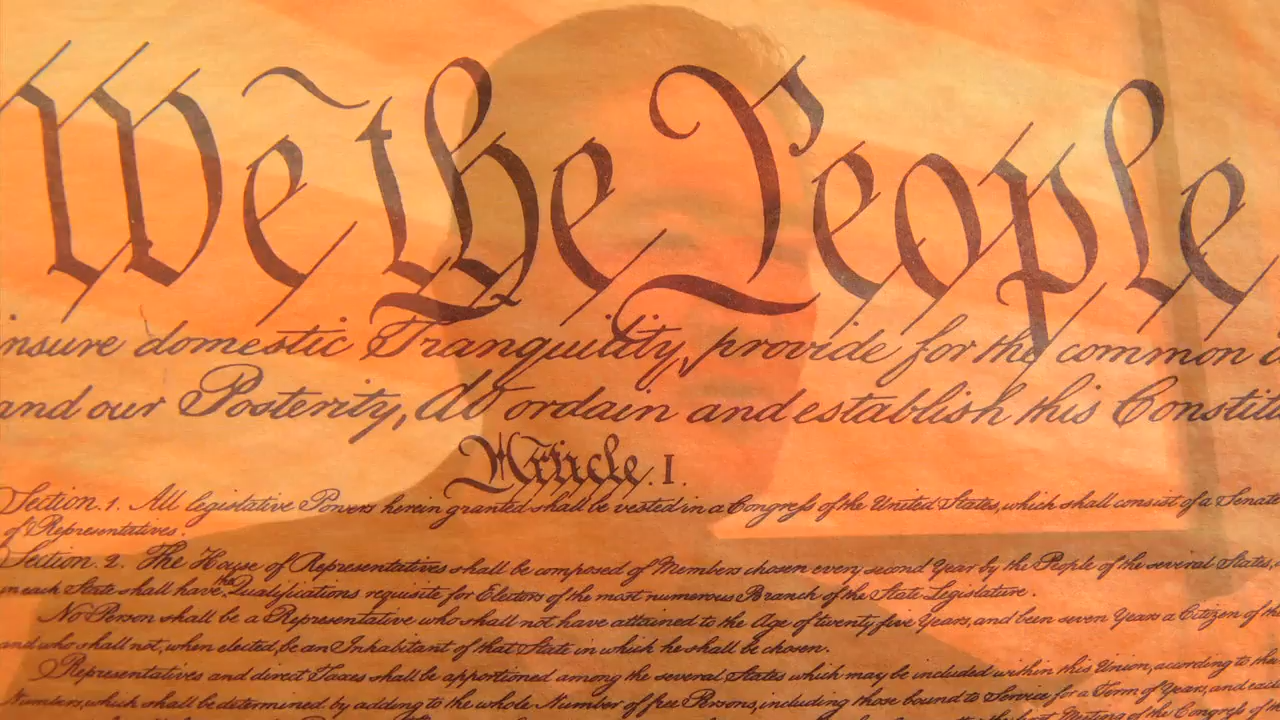 We the People
insure domestic Tranquility, provide for the common
and our Posterity, do ordain and establish this Constitu
Article. I.
Section. 1. All legislative Powers herein granted shall be vested in a Congress of the United States, which shall consist of a Senate
of Representatives.
Section. 2. The House of Representatives shall be composed of Members chosen every second Year by the People of the several States,
in each State shall have the Qualifications requisite for Electors of the most numerous Branch of the State Legislature.
No Person shall be a Representative who shall not have attained to the Age of twenty five Years, and been seven Years a Citizen of the
and who shall not, when elected, be an Inhabitant of that State in which he shall be chosen.
Representatives and direct Taxes shall be apportioned among the several States which may be included within this Union, according to their
Numbers, which shall be determined by adding to the whole Number of free Persons, including those bound to Service for a Term of Years, and
Meeting of the Congress of the